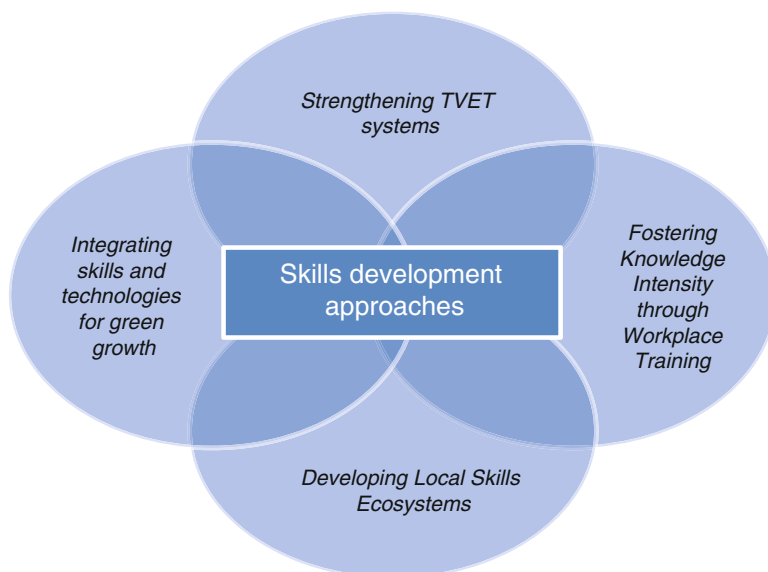 Strengthening TVET
systems
Integrating
skills and
technologies
for green
growth
Skills development
approaches
Fostering
Knowledge
Intensity
through
Workplace
Training
Developing Local Skills
Ecosystems